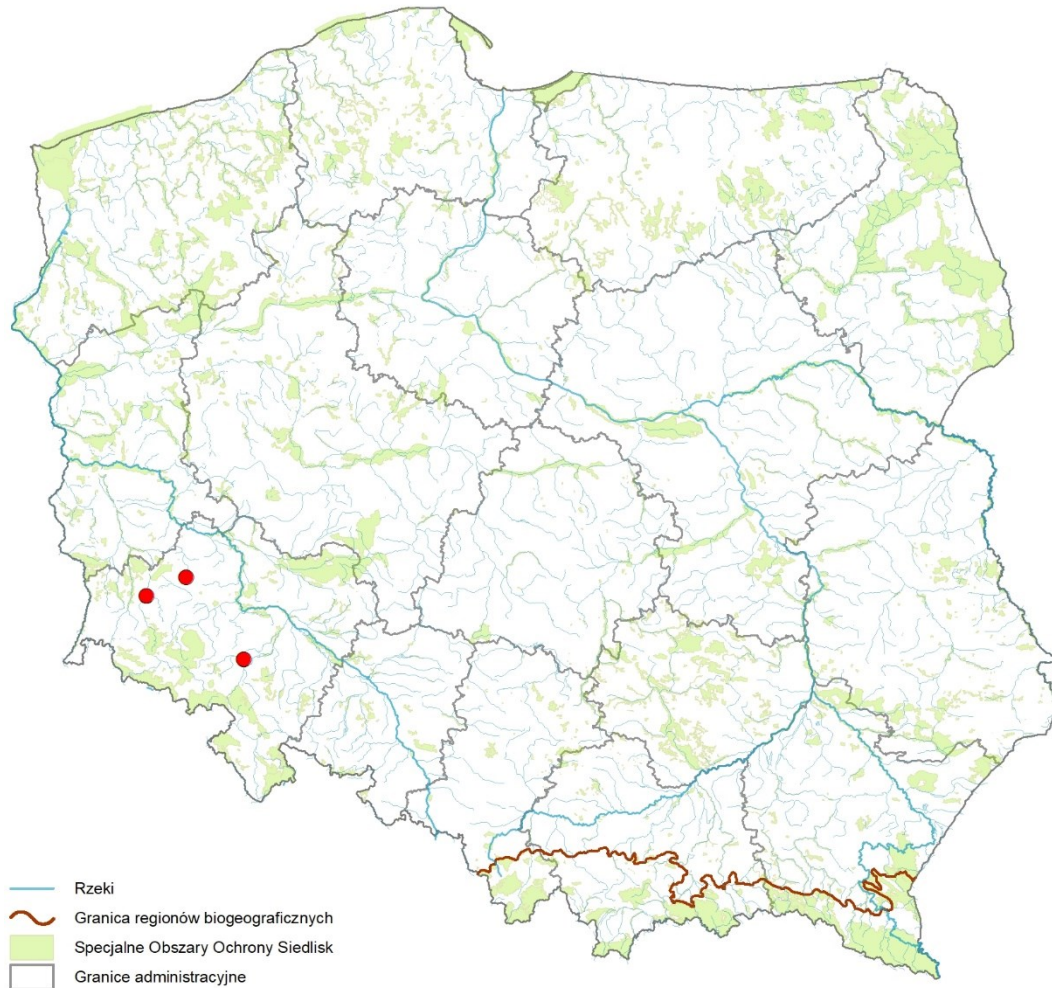 Rzeki
Granica regionów biogeograficznych
Specjalne Obszary Ochrony Siedlisk
Granice administracyjne